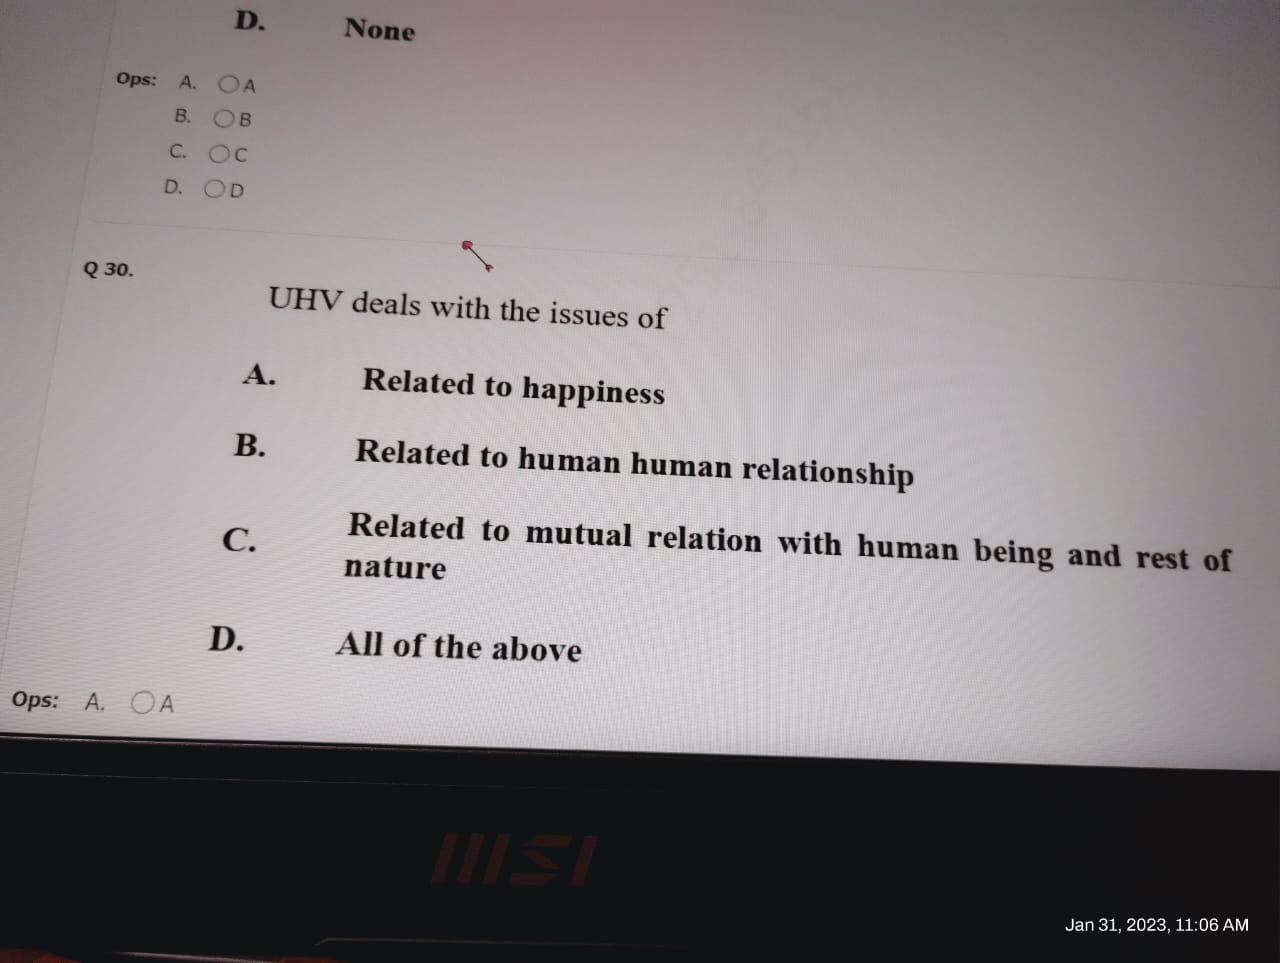 D. None
Ops: A. A
B. B
C. C
D. D
Q 30.
UHV deals with the issues of
A. Related to happiness
B. Related to human human relationship
C. Related to mutual relation with human being and rest of
nature
D. All of the above
Ops: A. A
msi
Jan 31, 2023, 11:06 AM